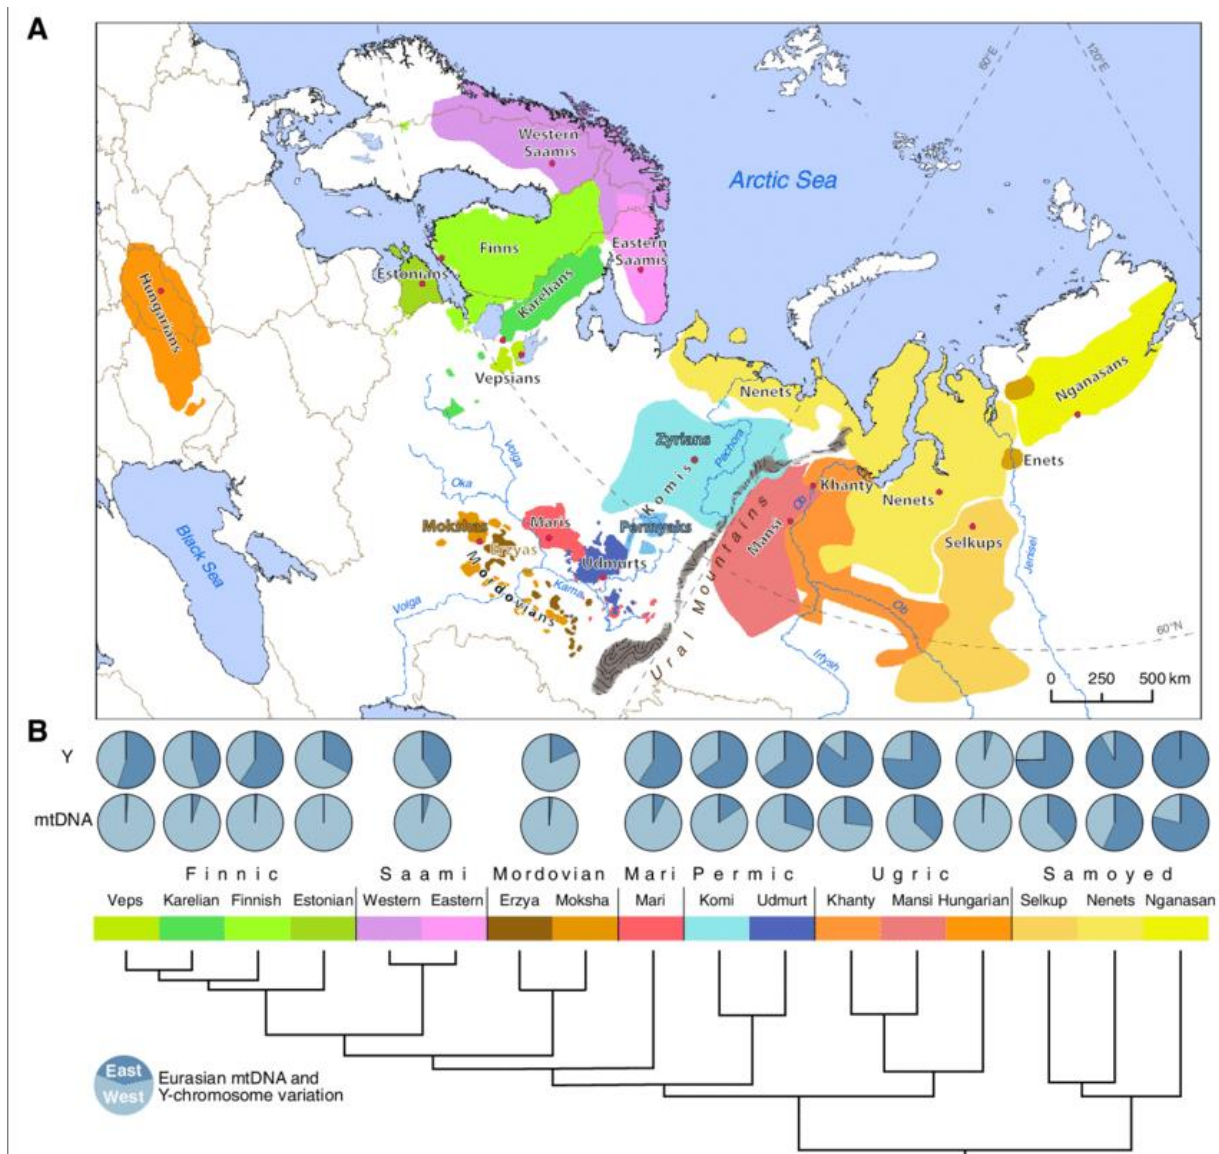 A
60°E
120°E
Western
Saamis
Arctic Sea
Finns
Eastern
Saamis
Estonians
Karelians
Hungarians
Vepsians
Nenets
Nganasans
Zyrians
Pechora
Komis
Enets
Volga
Oka
Khanty
Ob
Nenets
Mokshas
Maris
Permyaks
Mansi
Selkups
Erzyas
Udmurts
Black Sea
Mordovians
Kama
Jenisei
Volga
Ob
Ural Mountains
Irtysh
60°N
0 250 500 km
B
Y
mtDNA
Finnic Saami Mordovian Mari Permic Ugric Samoyed
Veps Karelian Finnish Estonian Western Eastern Erzya Moksha Mari Komi Udmurt Khanty Mansi Hungarian Selkup Nenets Nganasan
East
West
Eurasian mtDNA and
Y-chromosome variation